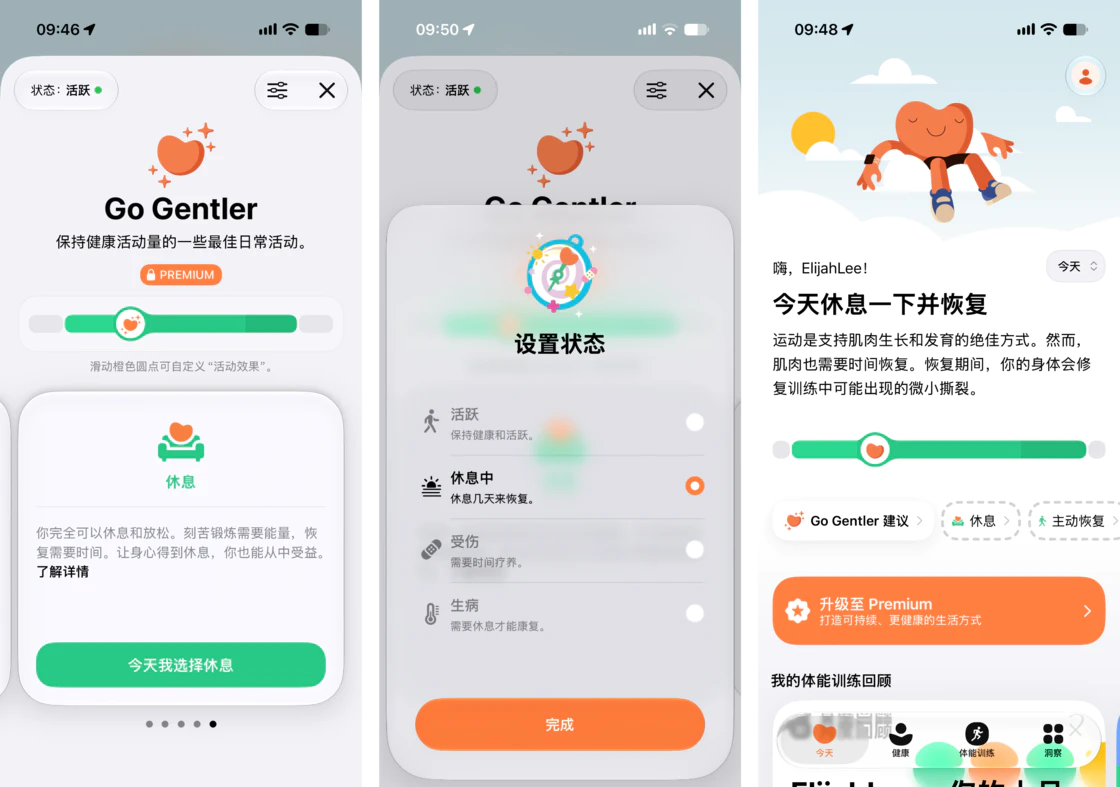 09:46
状态：活跃
Go Gentler
保持健康活动量的一些最佳日常活动。
PREMIUM
滑动橙色圆点可自定义“活动效果”。
休息
你完全可以休息和放松。刻苦锻炼需要能量，恢
复需要时间。让身心得到休息，你也能从中受益。
了解详情
今天我选择休息
09:50
状态：活跃
Go Gentler
设置状态
活跃
保持健康和活跃。
休息中
休息几天来恢复。
受伤
需要时间疗养。
生病
需要休息才能康复。
完成
09:48
嗨，ElijahLee！
今天
今天休息一下并恢复
运动是支持肌肉生长和发育的绝佳方式。然而，
肌肉也需要时间恢复。恢复期间，你的身体会修
复训练中可能出现的微小撕裂。
Go Gentler 建议
休息
主动恢复
升级至 Premium
打造可持续、更健康的生活方式
我的体能训练回顾
今天
健康
体能训练
洞察